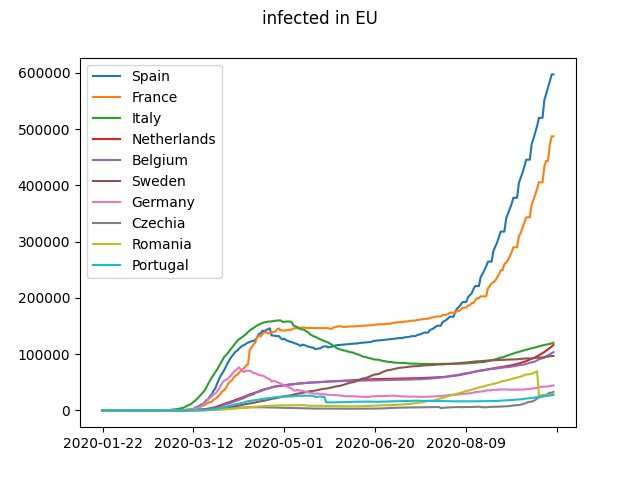 infected in EU
600000
500000
400000
300000
200000
100000
0
Spain
France
Italy
Netherlands
Belgium
Sweden
Germany
Czechia
Romania
Portugal
2020-01-22
2020-03-12
2020-05-01
2020-06-20
2020-08-09